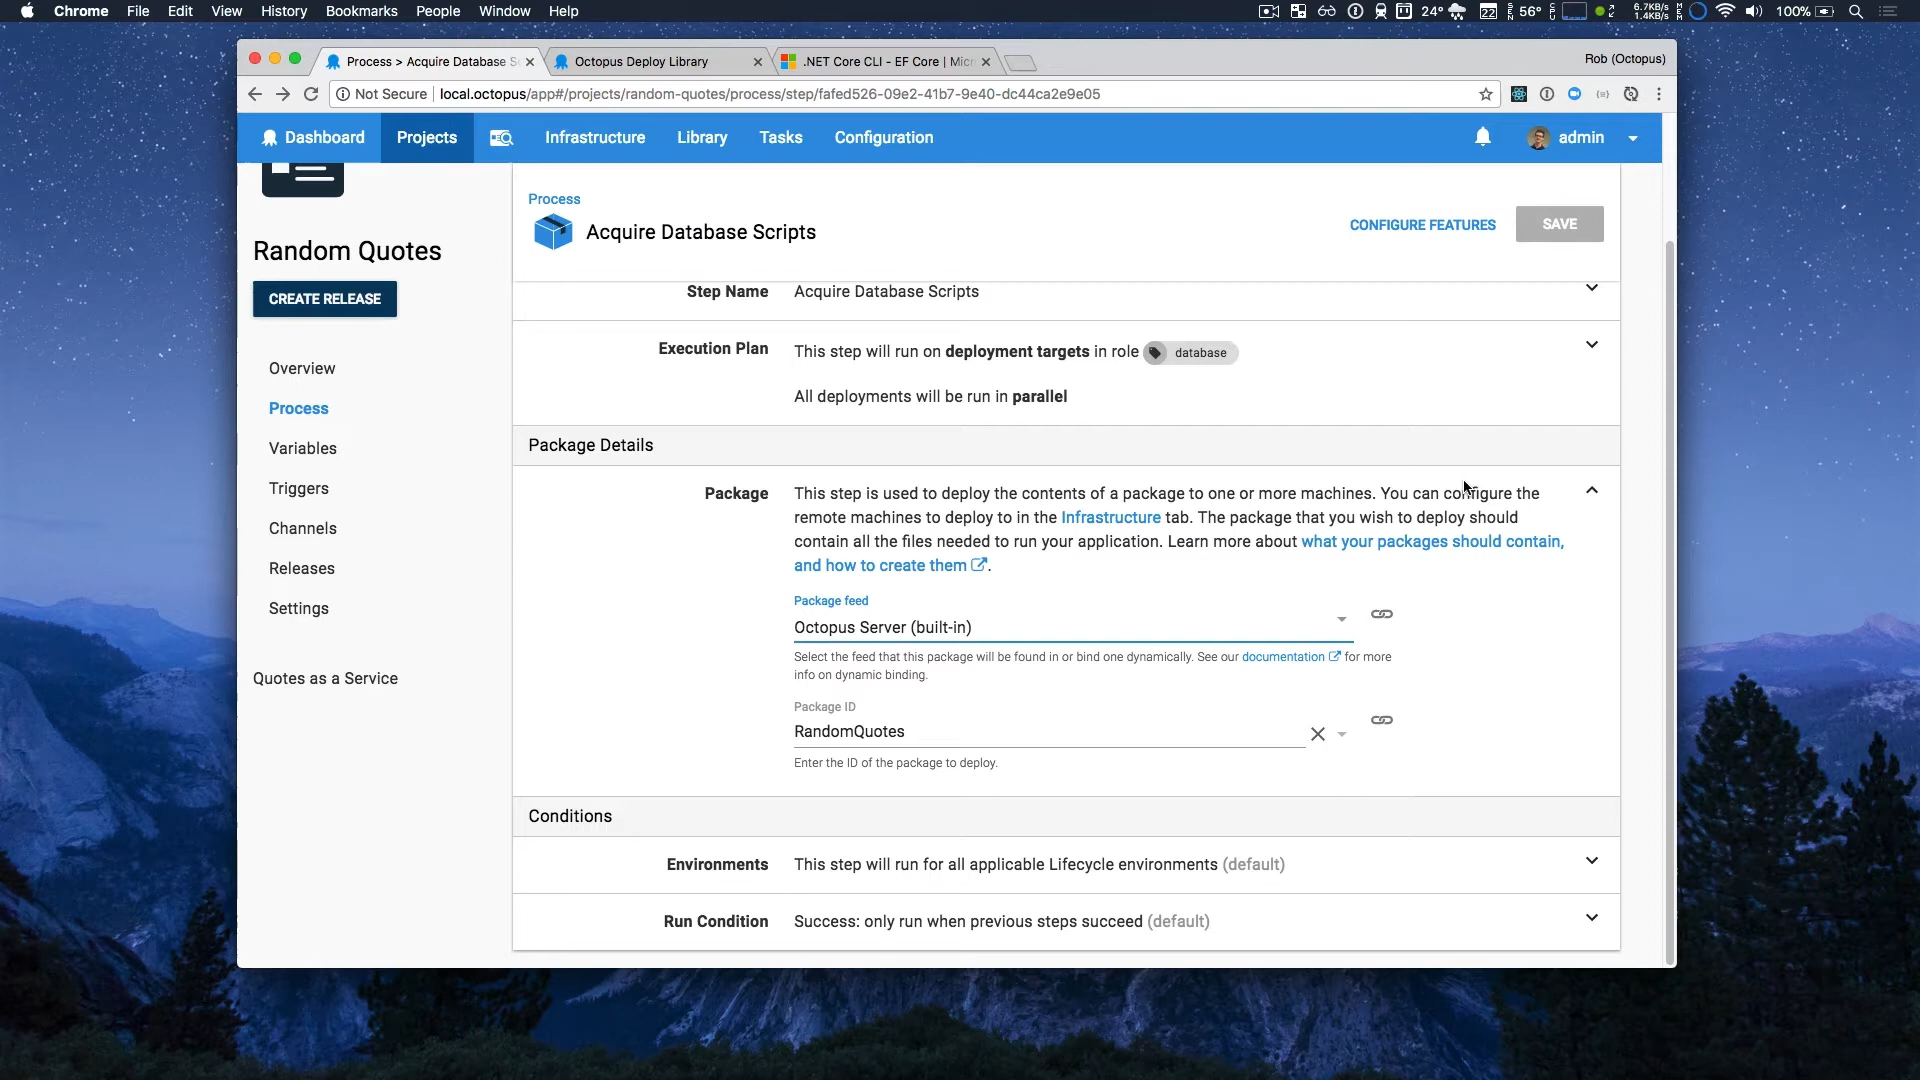 Chrome File Edit View History Bookmarks People Window Help 24° 22 56° 6.7KB/s 1.4KB/s 100%
Process > Acquire Database S Octopus Deploy Library .NET Core CLI - EF Core | Micr Rob (Octopus)
Not Secure local.octopus/app#/projects/random-quotes/process/step/fafed526-09e2-41b7-9e40-dc44ca2e9e05
Dashboard Projects Infrastructure Library Tasks Configuration admin
Process
Acquire Database Scripts
CONFIGURE FEATURES SAVE
Random Quotes
CREATE RELEASE
Overview
Process
Variables
Triggers
Channels
Releases
Settings
Quotes as a Service
Step Name Acquire Database Scripts
Execution Plan This step will run on deployment targets in role database
All deployments will be run in parallel
Package Details
Package This step is used to deploy the contents of a package to one or more machines. You can configure the
remote machines to deploy to in the Infrastructure tab. The package that you wish to deploy should
contain all the files needed to run your application. Learn more about what your packages should contain,
and how to create them.
Package feed
Octopus Server (built-in)
Select the feed that this package will be found in or bind one dynamically. See our documentation for more
info on dynamic binding.
Package ID
RandomQuotes
Enter the ID of the package to deploy.
Conditions
Environments This step will run for all applicable Lifecycle environments (default)
Run Condition Success: only run when previous steps succeed (default)